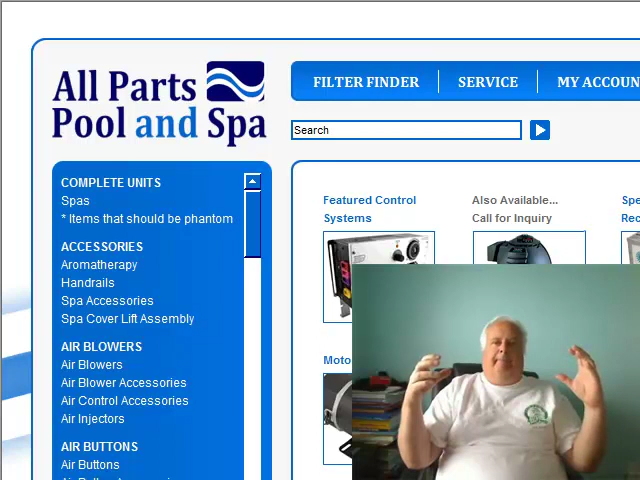 All Parts
Pool and Spa
FILTER FINDER
SERVICE
MY ACCOUN
Search
COMPLETE UNITS
Spas
* Items that should be phantom
ACCESSORIES
Aromatherapy
Handrails
Spa Accessories
Spa Cover Lift Assembly
AIR BLOWERS
Air Blowers
Air Blower Accessories
Air Control Accessories
Air Injectors
AIR BUTTONS
Air Buttons
Featured Control
Systems
Also Available...
Call for Inquiry
Spe
Rec
Moto